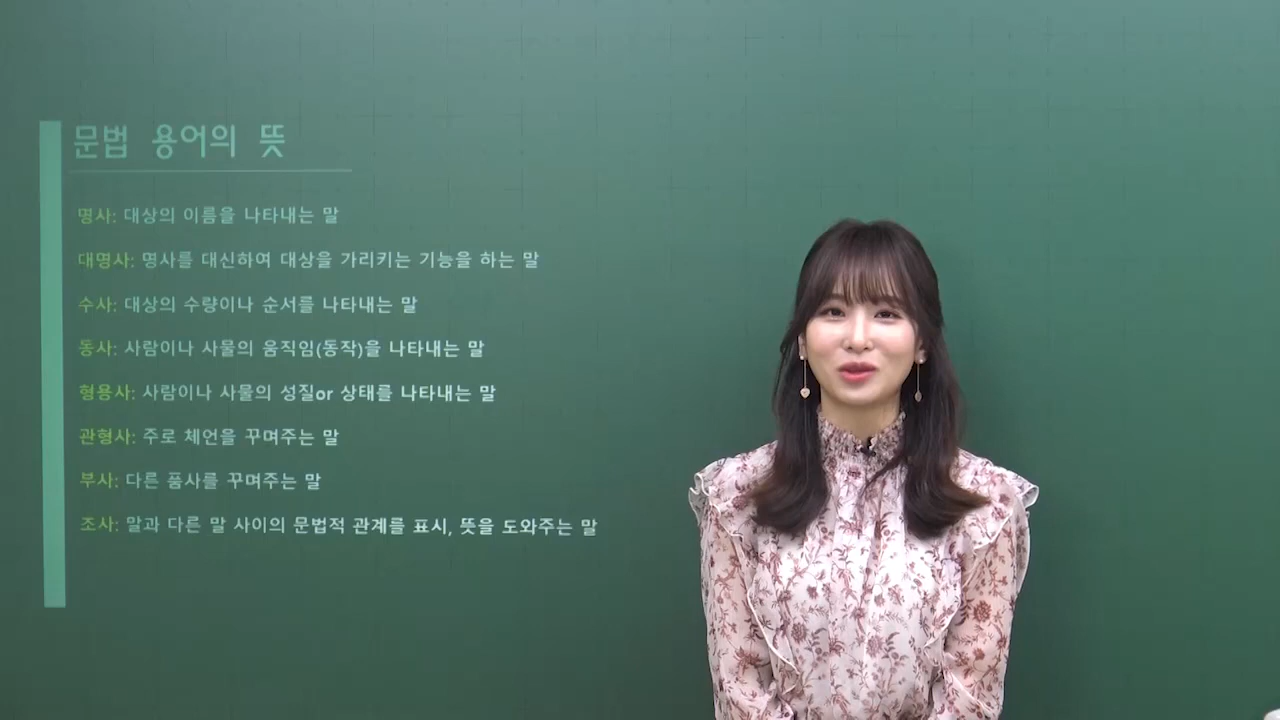 문법 용어의 뜻
명사: 대상의 이름을 나타내는 말
대명사: 명사를 대신하여 대상을 가리키는 기능을 하는 말
수사: 대상의 수량이나 순서를 나타내는 말
동사: 사람이나 사물의 움직임(동작)을 나타내는 말
형용사: 사람이나 사물의 성질or 상태를 나타내는 말
관형사: 주로 체언을 꾸며주는 말
부사: 다른 품사를 꾸며주는 말
조사: 말과 다른 말 사이의 문법적 관계를 표시, 뜻을 도와주는 말